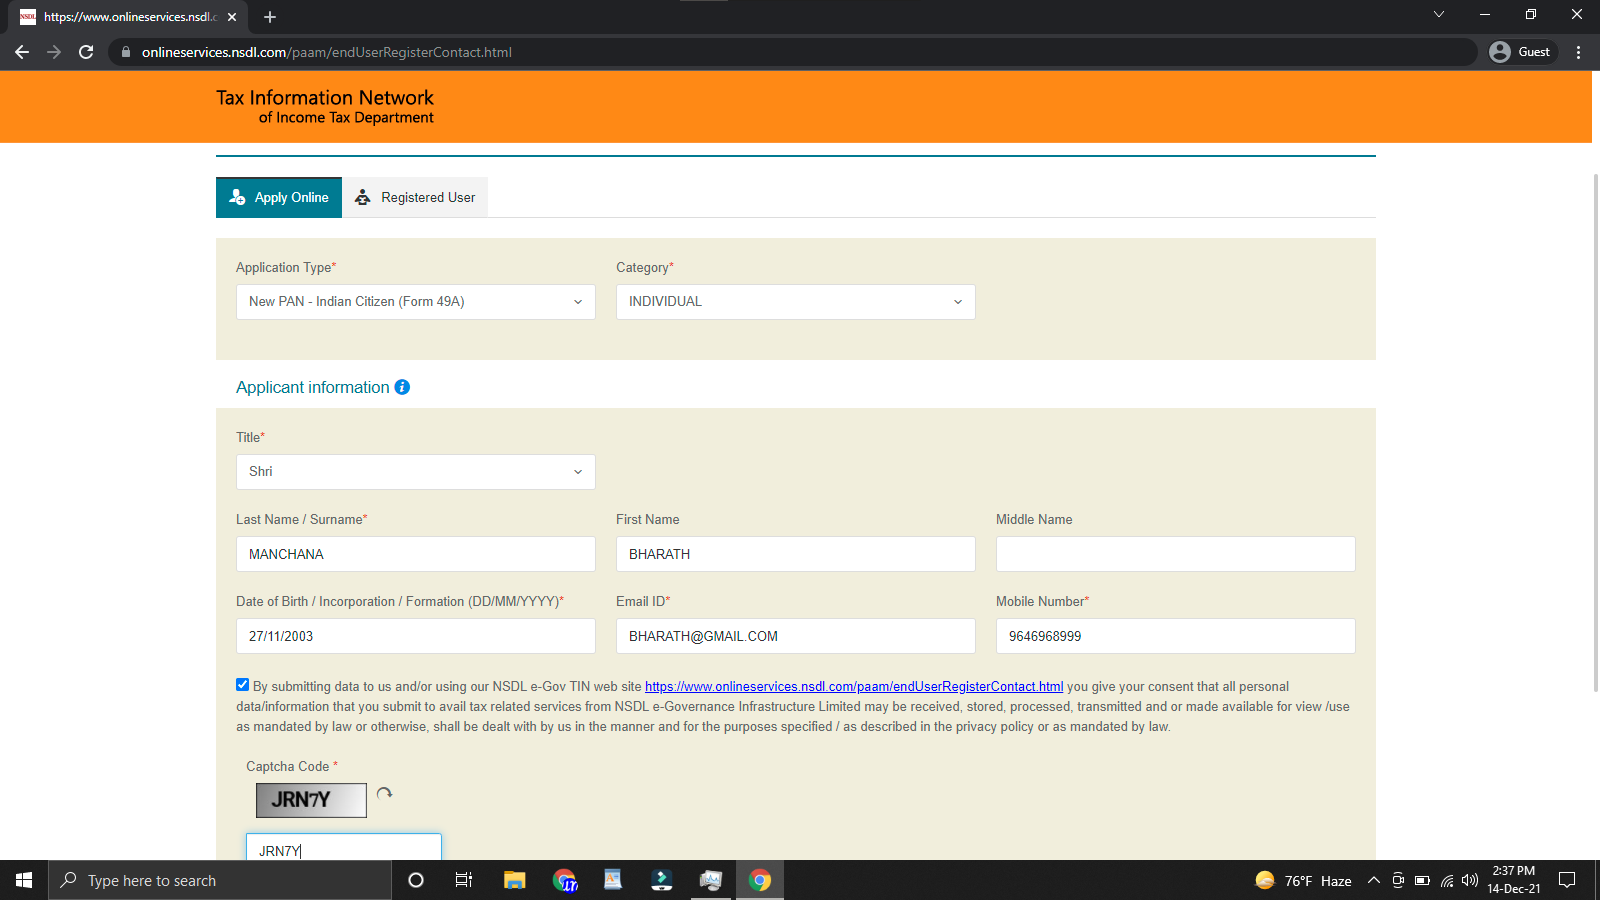 https://www.onlineservices.nsdl.c
onlineservices.nsdl.com/paam/endUserRegisterContact.html
Guest
Tax Information Network
of Income Tax Department
Apply Online
Registered User
Application Type*
Category*
New PAN - Indian Citizen (Form 49A)
INDIVIDUAL
Applicant information
Title*
Shri
Last Name / Surname*
First Name
Middle Name
MANCHANA
BHARATH
Date of Birth / Incorporation / Formation (DD/MM/YYYY)*
Email ID*
Mobile Number*
27/11/2003
BHARATH@GMAIL.COM
9646968999
By submitting data to us and/or using our NSDL e-Gov TIN web site https://www.onlineservices.nsdl.com/paam/endUserRegisterContact.html you give your consent that all personal
data/information that you submit to avail tax related services from NSDL e-Governance Infrastructure Limited may be received, stored, processed, transmitted and or made available for view /use
as mandated by law or otherwise, shall be dealt with by us in the manner and for the purposes specified / as described in the privacy policy or as mandated by law.
Captcha Code *
JRN7Y
JRN7Y
Type here to search
76°F Haze
2:37 PM
14-Dec-21